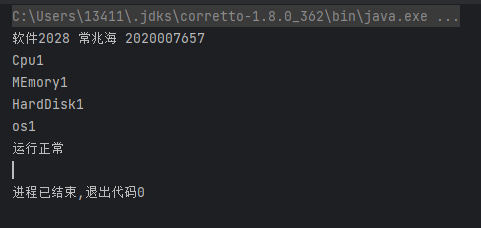 C:\Users\13411\.jdks\corretto-1.8.0_362\bin\java.exe ...
软件2028 常兆海 2020007657
Cpu1
MEmory1
HardDisk1
os1
运行正常
进程已结束,退出代码0